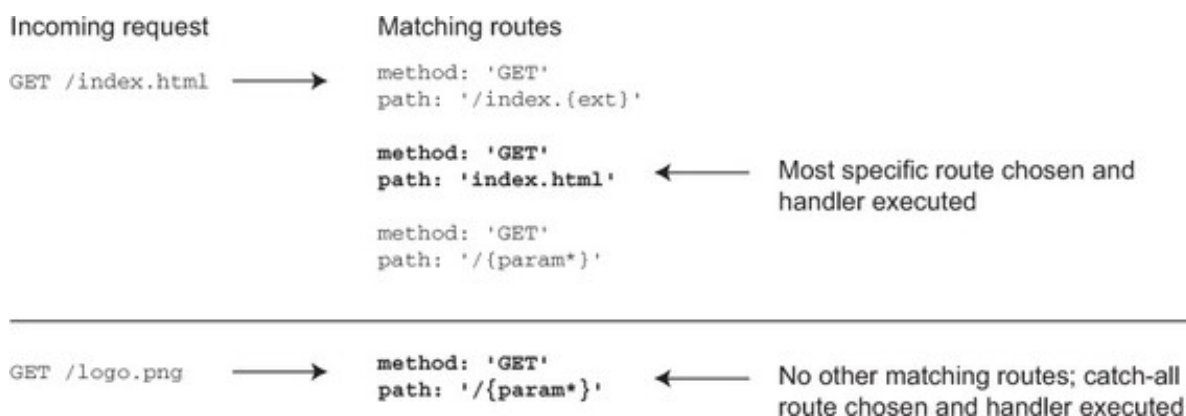 Incoming request
Matching routes
GET /index.html
method: 'GET'
path: '/index.{ext}'
method: 'GET'
path: 'index.html'
Most specific route chosen and
handler executed
method: 'GET'
path: '/{param*}'
GET /logo.png
method: 'GET'
path: '/{param*}'
No other matching routes; catch-all
route chosen and handler executed